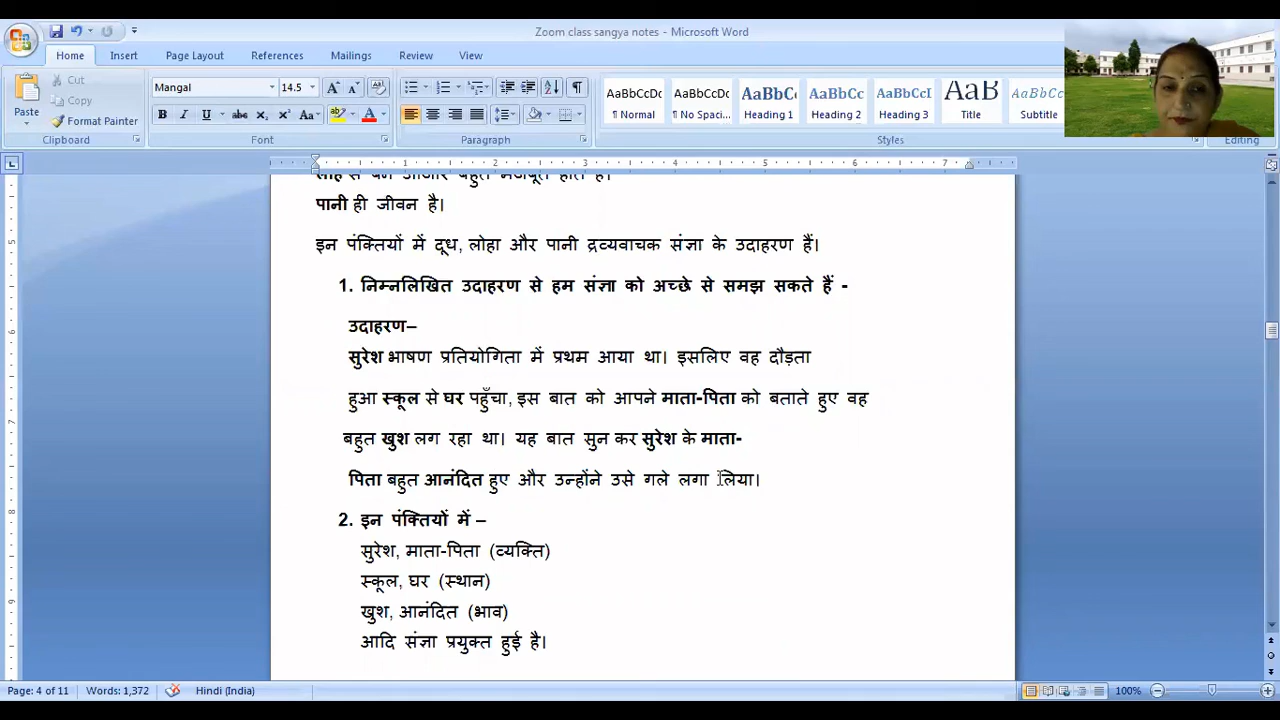 Zoom class sangya notes - Microsoft Word
Home Insert Page Layout References Mailings Review View
Paste Cut Copy Format Painter
Mangal 14.5
AaBbCcDc AaBbCcDc AaBbC AaBbCc AaBbCcI AaB AaBbCc
¶ Normal ¶ No Spaci... Heading 1 Heading 2 Heading 3 Title Subtitle
Clipboard Font Paragraph Styles Editing
पानी ही जीवन है।
इन पंक्तियों में दूध, लोहा और पानी द्रव्यवाचक संज्ञा के उदाहरण हैं।
1. निम्नलिखित उदाहरण से हम संज्ञा को अच्छे से समझ सकते हैं -
उदाहरण–
सुरेश भाषण प्रतियोगिता में प्रथम आया था। इसलिए वह दौड़ता
हुआ स्कूल से घर पहुँचा, इस बात को आपने माता-पिता को बताते हुए वह
बहुत खुश लग रहा था। यह बात सुन कर सुरेश के माता-
पिता बहुत आनंदित हुए और उन्होंने उसे गले लगा लिया।
2. इन पंक्तियों में –
सुरेश, माता-पिता (व्यक्ति)
स्कूल, घर (स्थान)
खुश, आनंदित (भाव)
आदि संज्ञा प्रयुक्त हुई है।
Page: 4 of 11 Words: 1,372 Hindi (India) 100%